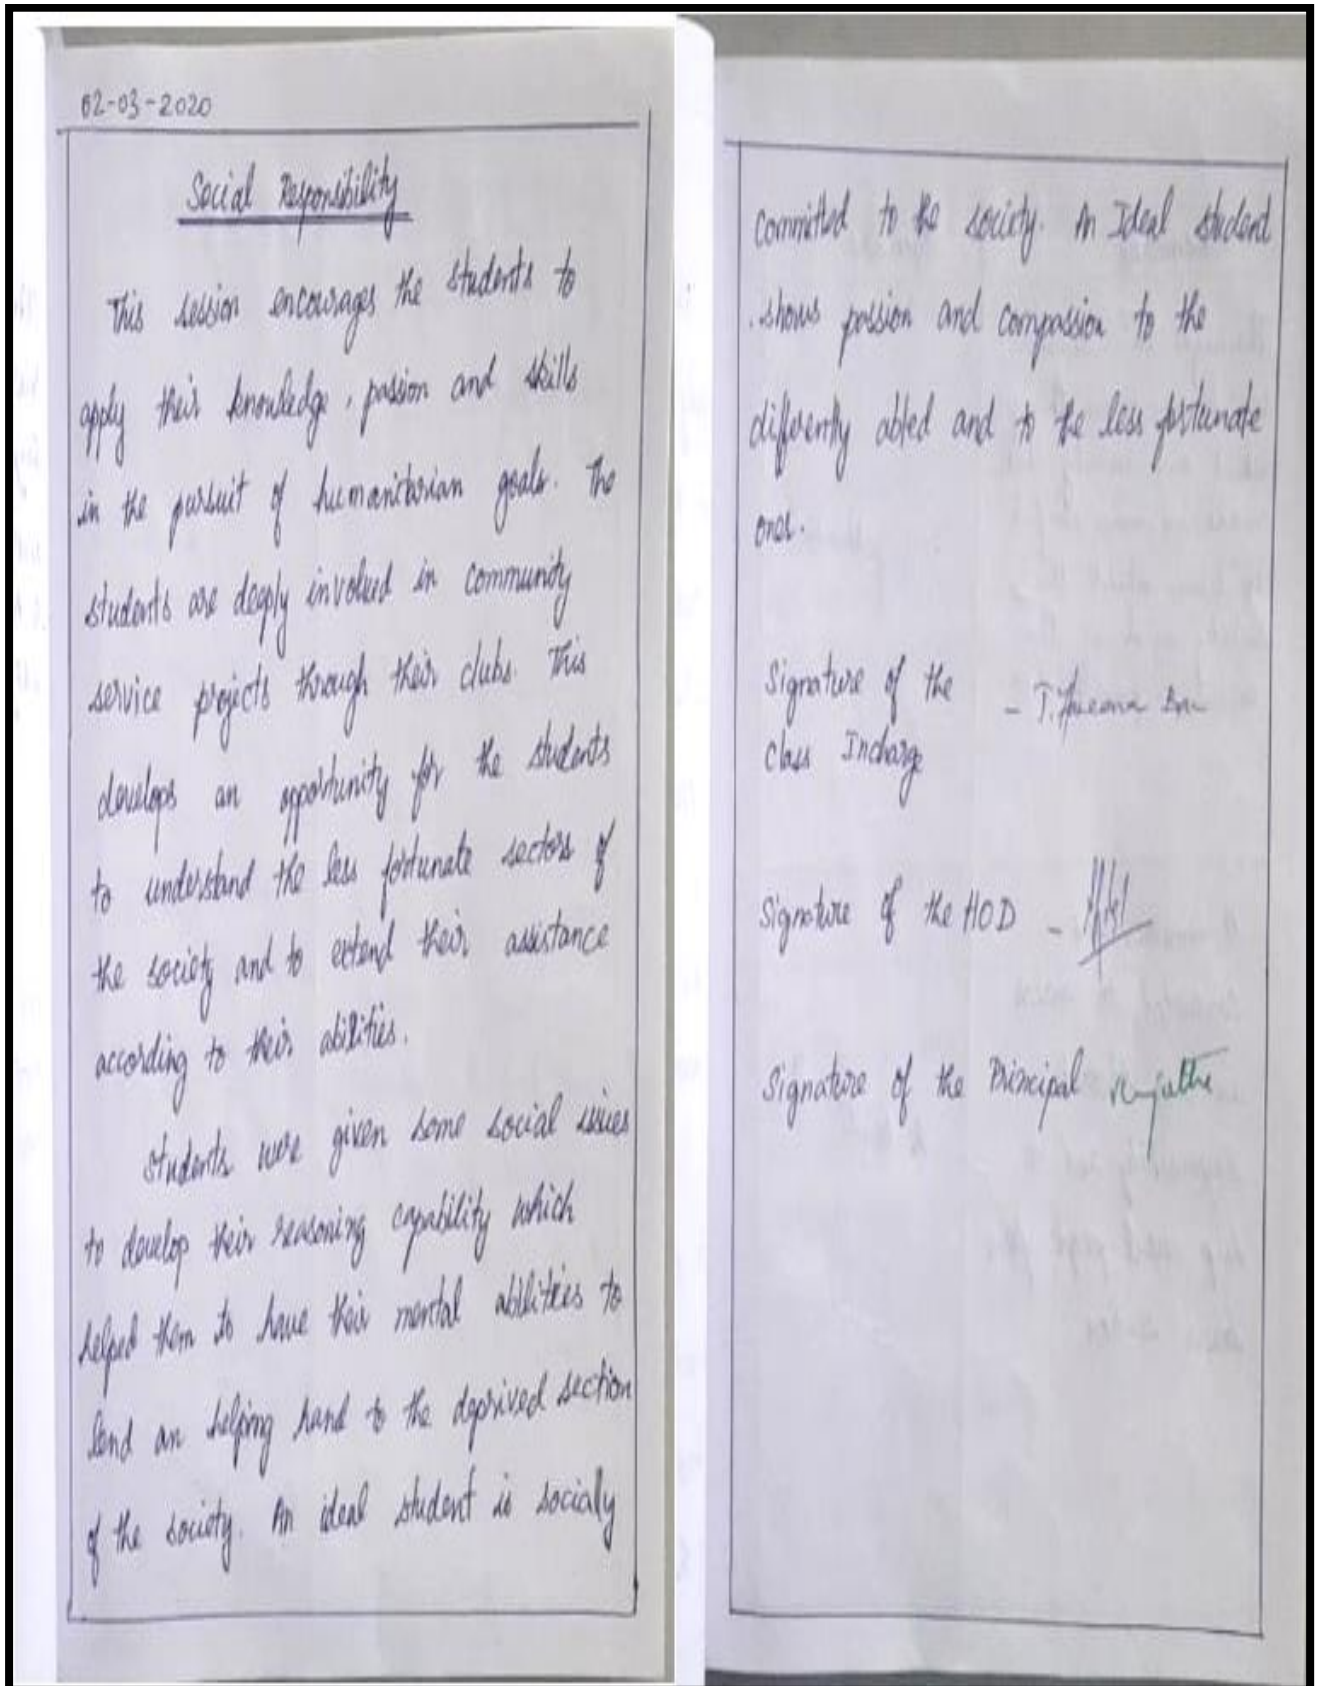 02-03-2020
Social Responsibility
This session encourages the students to
apply their knowledge, passion and skills
in the pursuit of humanitarian goals. The
students are deeply involved in community
service projects through their clubs. This
develops an opportunity for the students
to understand the less fortunate sectors of
the society and to extend their assistance
according to their abilities.
Students were given some social issues
to develop their reasoning capability which
helped them to have their mental abilities to
lend an helping hand to the deprived section
of the society. An ideal student is socially
committed to the society. An Ideal student
shows passion and compassion to the
differently abled and to the less fortunate
ones.
Signature of the
Class Incharge
- T.
Signature of the HOD -
Signature of the Principal